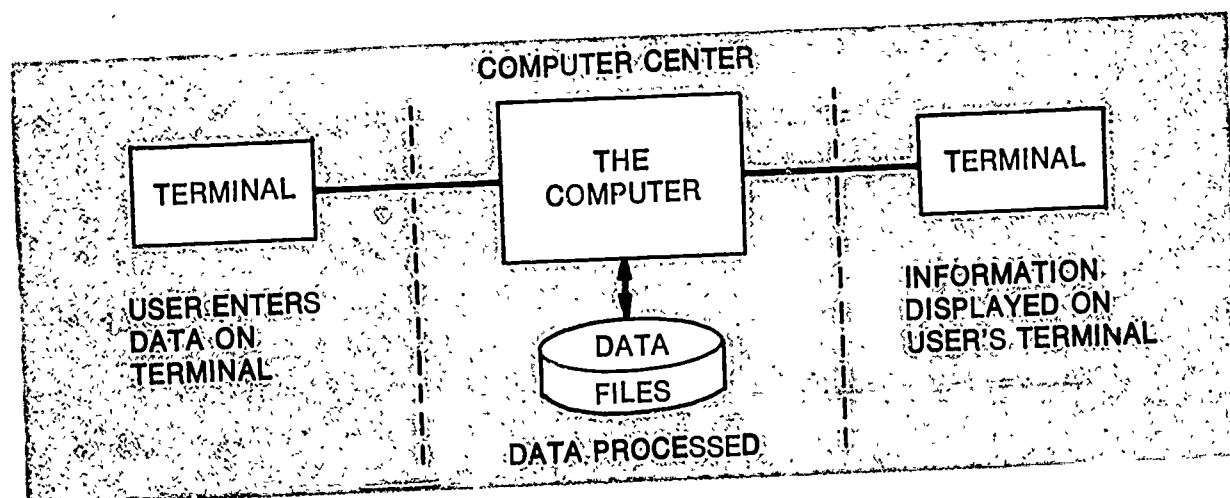 COMPUTER CENTER
TERMINAL
USER ENTERS
DATA ON
TERMINAL
THE
COMPUTER
DATA
FILES
DATA PROCESSED
TERMINAL
INFORMATION
DISPLAYED ON
USER'S TERMINAL